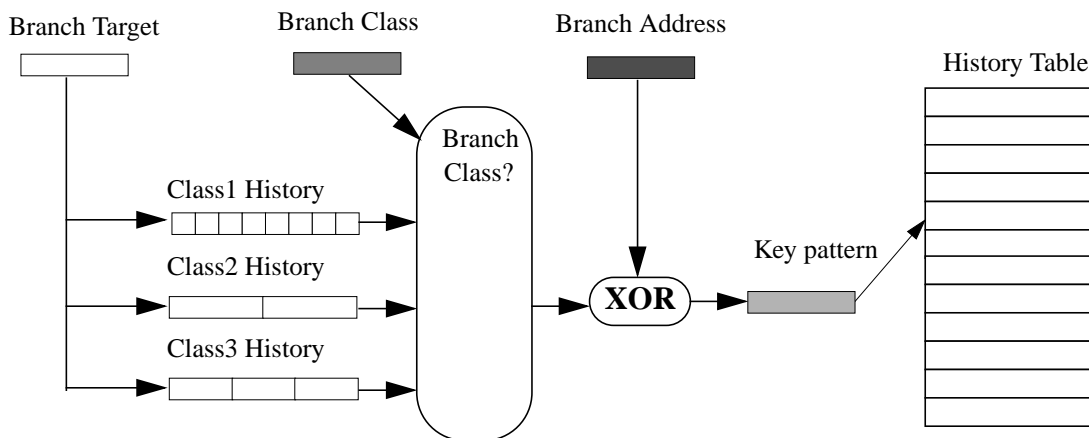 Branch Target
Branch Class
Branch Address
History Table
Branch
Class?
Class1 History
Class2 History
Class3 History
XOR
Key pattern